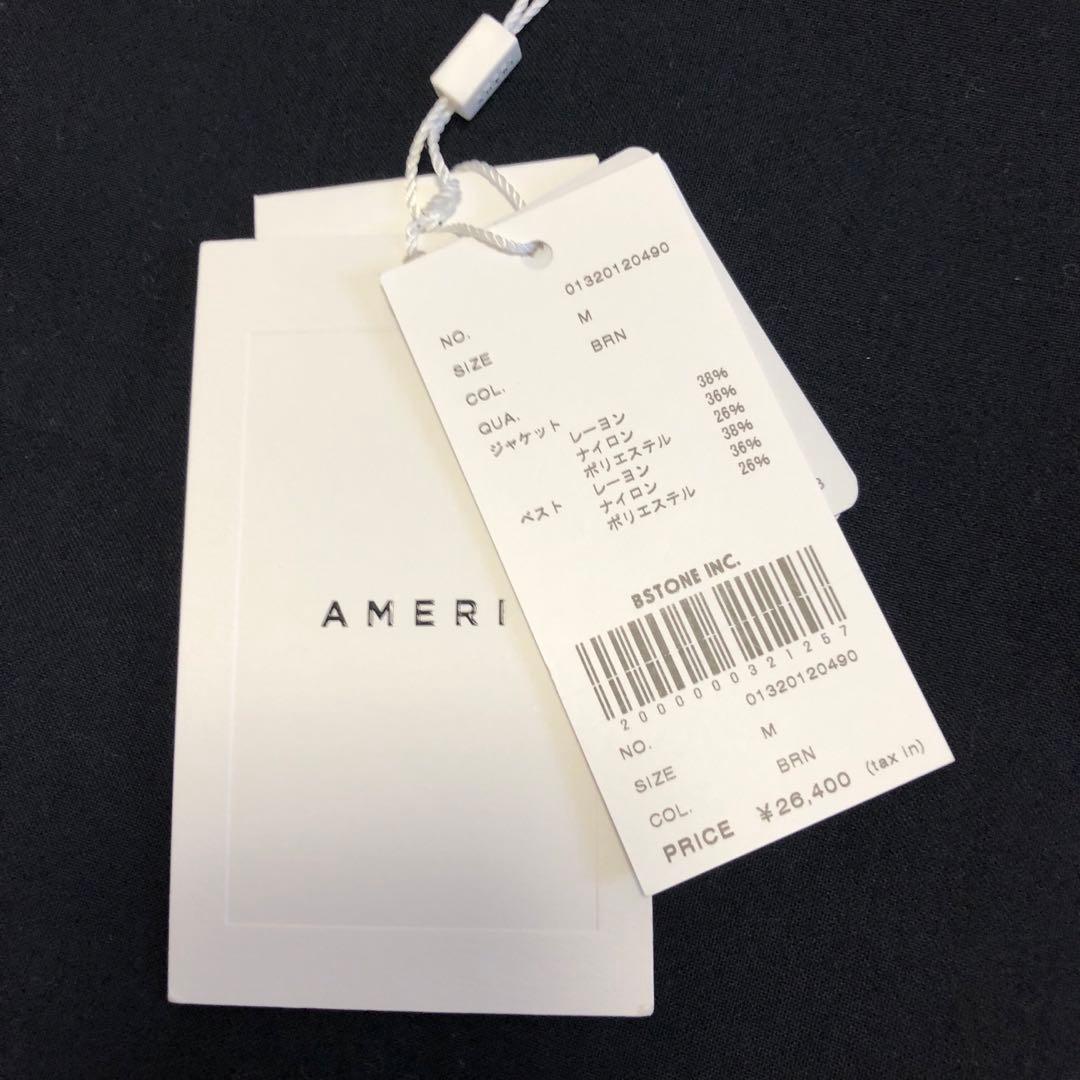 AMERI
NO. 01320120490
SIZE M
COL. BRN
QUA.
ジャケット レーヨン 38%
ナイロン 36%
ポリエステル 26%
ベスト レーヨン 38%
ナイロン 36%
ポリエステル 26%
BSTONE INC.
2000000321257
NO. 01320120490
SIZE M
COL. BRN
PRICE ¥26,400 (tax in)